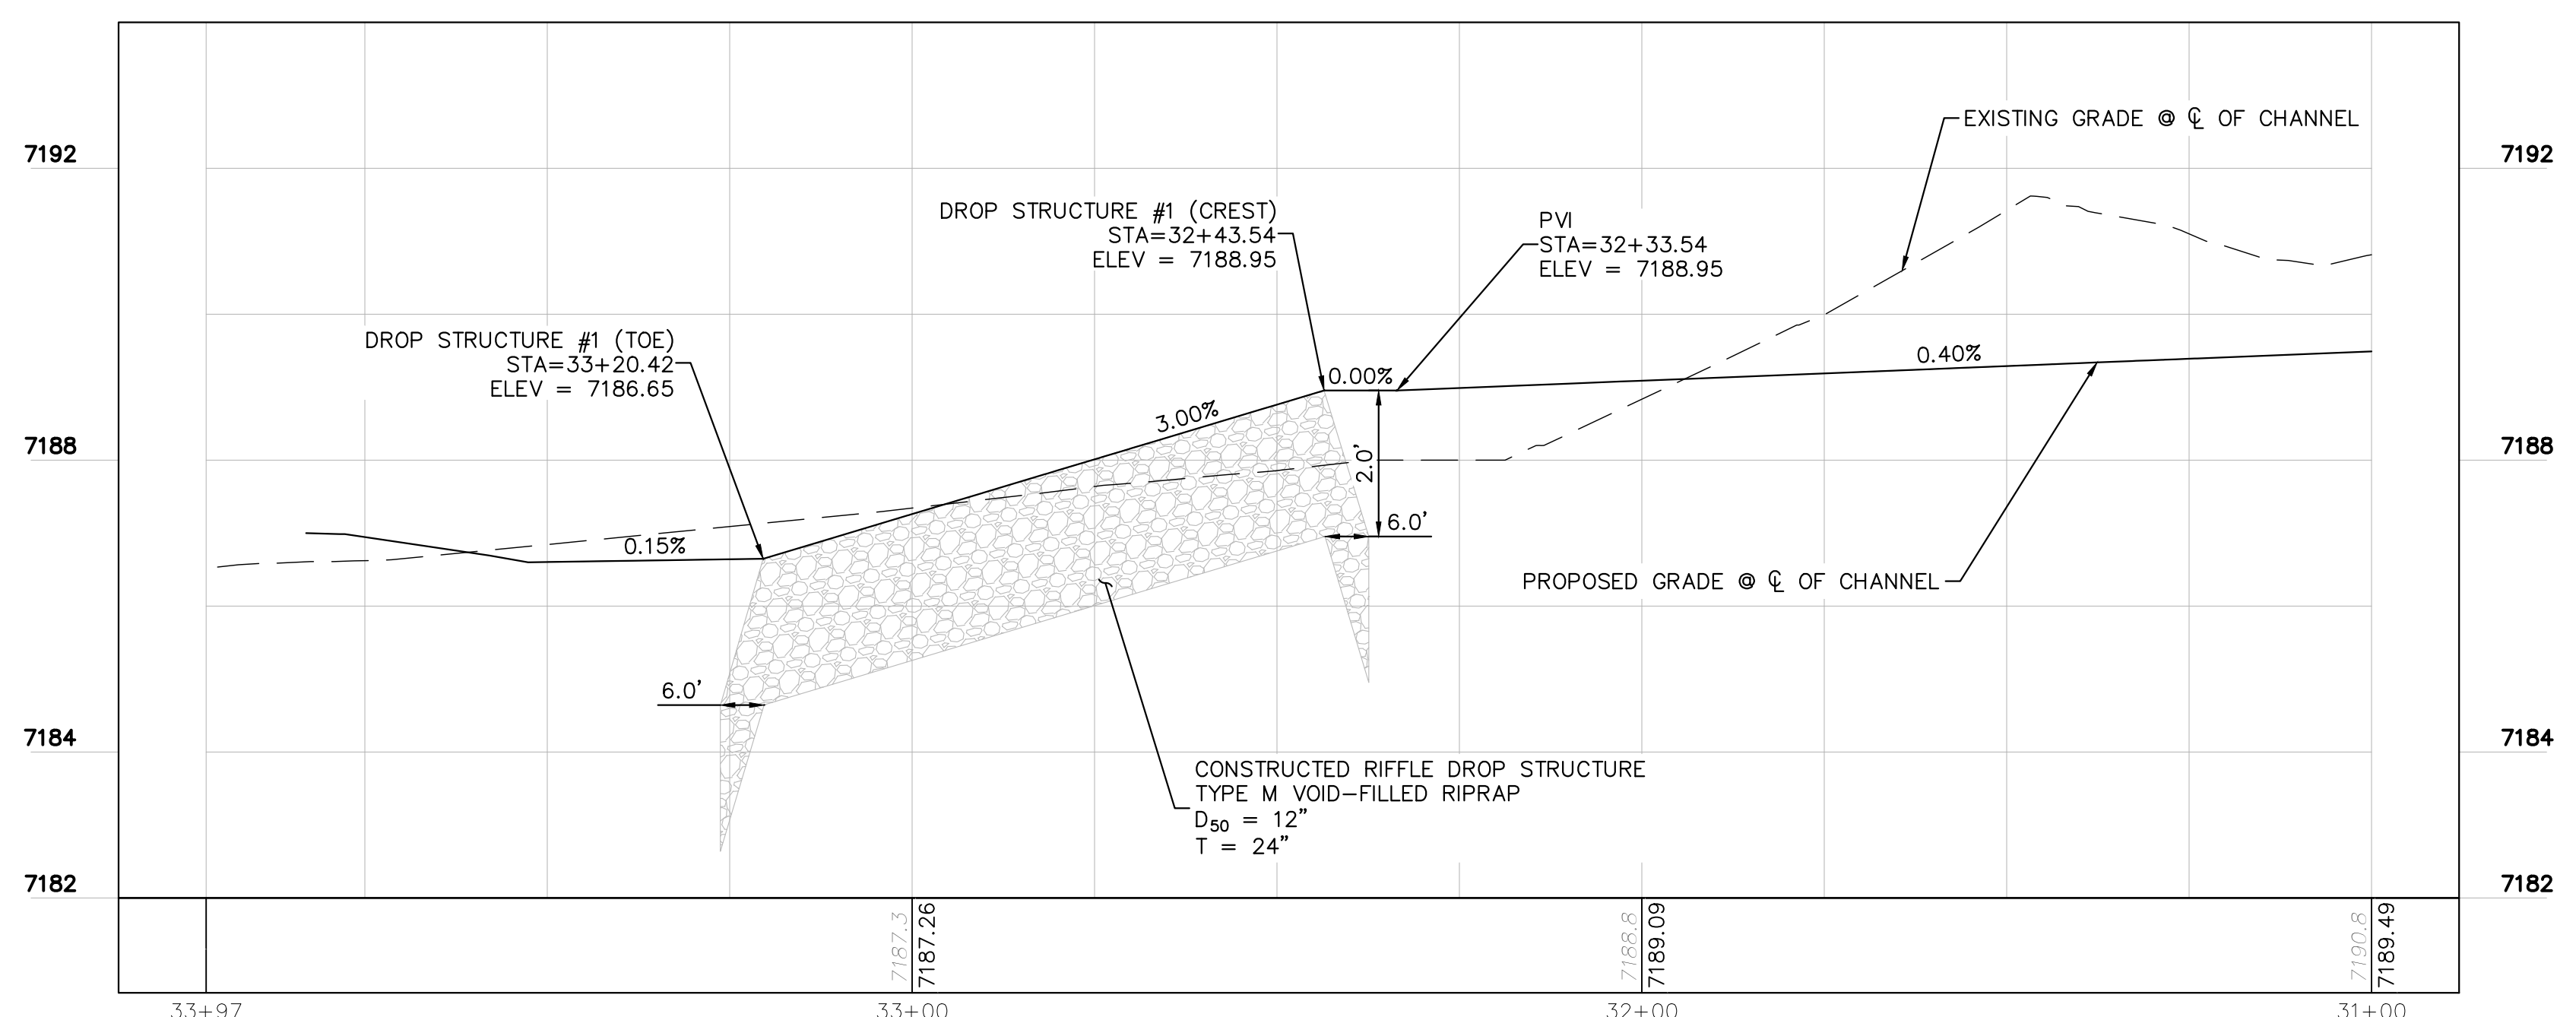 EXISTING GRADE @ ℄ OF CHANNEL
7192
7192
DROP STRUCTURE #1 (CREST)
STA=32+43.54
ELEV = 7188.95
PVI
STA=32+33.54
ELEV = 7188.95
DROP STRUCTURE #1 (TOE)
STA=33+20.42
ELEV = 7186.65
0.40%
0.00%
3.00%
7188
7188
2.0'
6.0'
0.15%
PROPOSED GRADE @ ℄ OF CHANNEL
6.0'
7184
7184
CONSTRUCTED RIFFLE DROP STRUCTURE
TYPE M VOID-FILLED RIPRAP
D50 = 12"
T = 24"
7182
7182
7187.3
7187.26
7188.8
7189.09
7190.8
7189.49
33+97
33+00
32+00
31+00